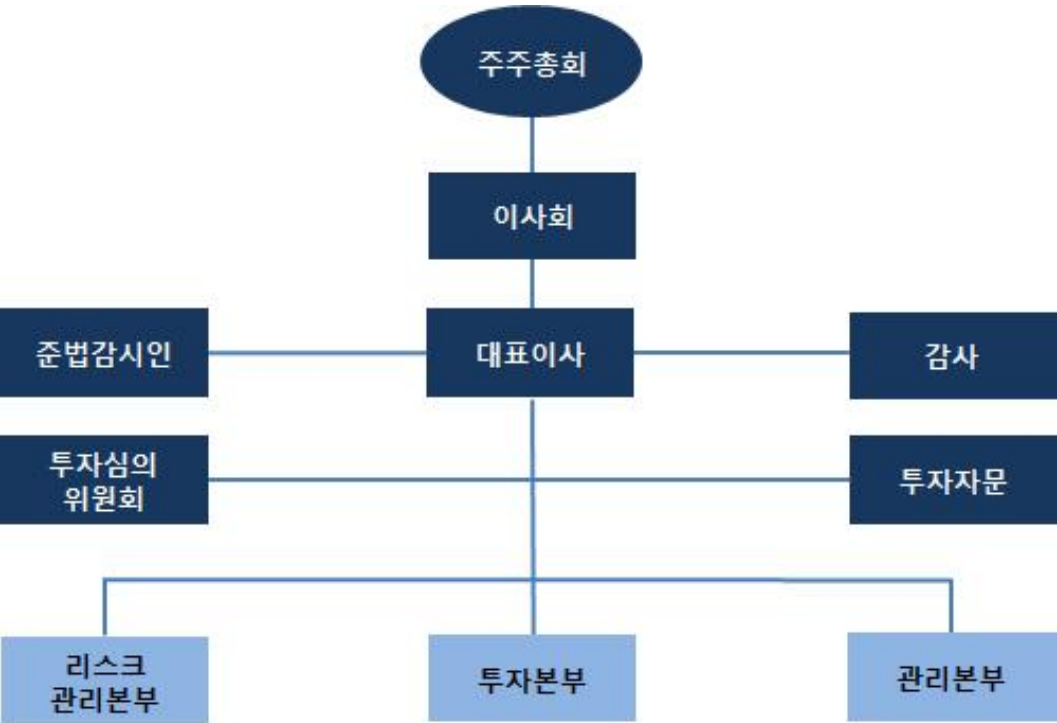 주주총회
이사회
준법감시인
대표이사
감사
투자심의
위원회
투자자문
리스크
관리본부
투자본부
관리본부